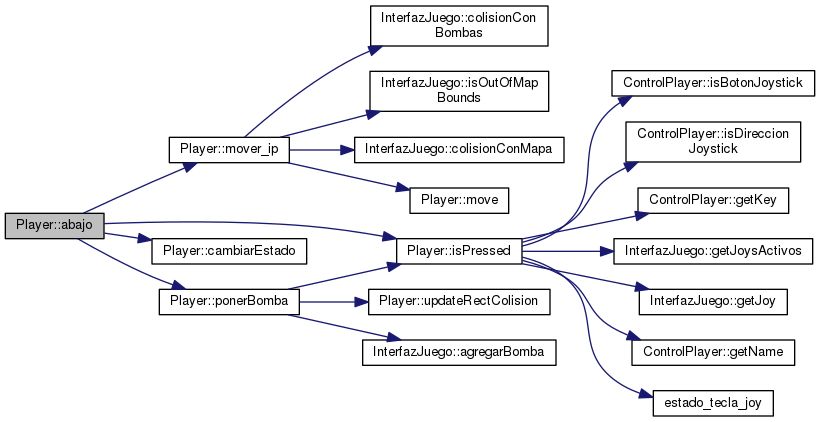 Player::abajo
Player::mover_ip
Player::cambiarEstado
Player::ponerBomba
InterfazJuego::colisionCon
Bombas
InterfazJuego::isOutOfMap
Bounds
InterfazJuego::colisionConMapa
Player::move
Player::isPressed
Player::updateRectColision
InterfazJuego::agregarBomba
ControlPlayer::isBotonJoystick
ControlPlayer::isDireccion
Joystick
ControlPlayer::getKey
InterfazJuego::getJoysActivos
InterfazJuego::getJoy
ControlPlayer::getName
estado_tecla_joy